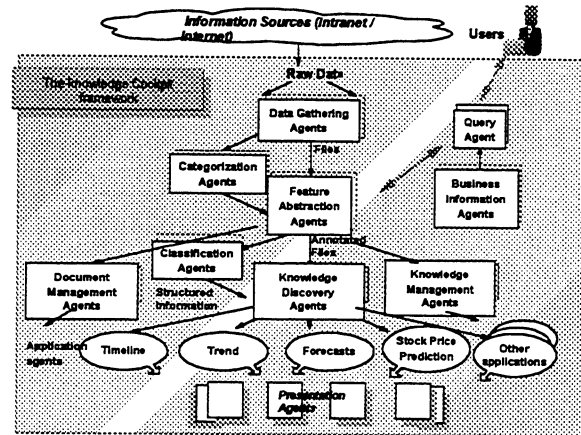 Information Sources (Intranet /
Internet)
Users
Raw Data
The knowledge Cockpit
framework
Data Gathering
Agents
Query
Agent
Files
Categorization
Agents
Feature
Abstraction
Agents
Business
Information
Agents
Annotated
Files
Classification
Agents
Document
Management
Agents
Knowledge
Discovery
Agents
Knowledge
Management
Agents
Structured
Information
Application
agents
Timeline
Trend
Forecasts
Stock Price
Prediction
Other
applications
Presentation
Agents